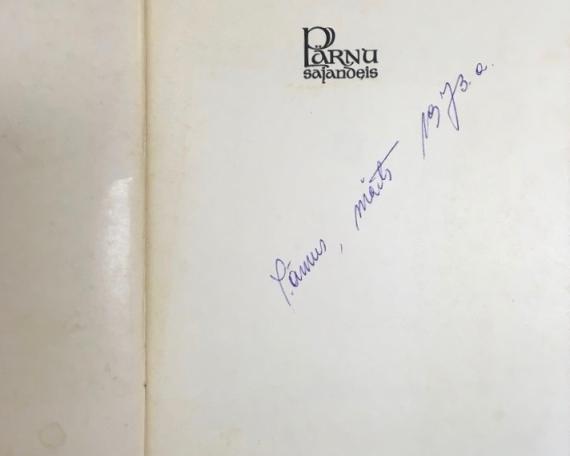 PÄRNU
sajandeis
Pärnus, märts 1973.a.